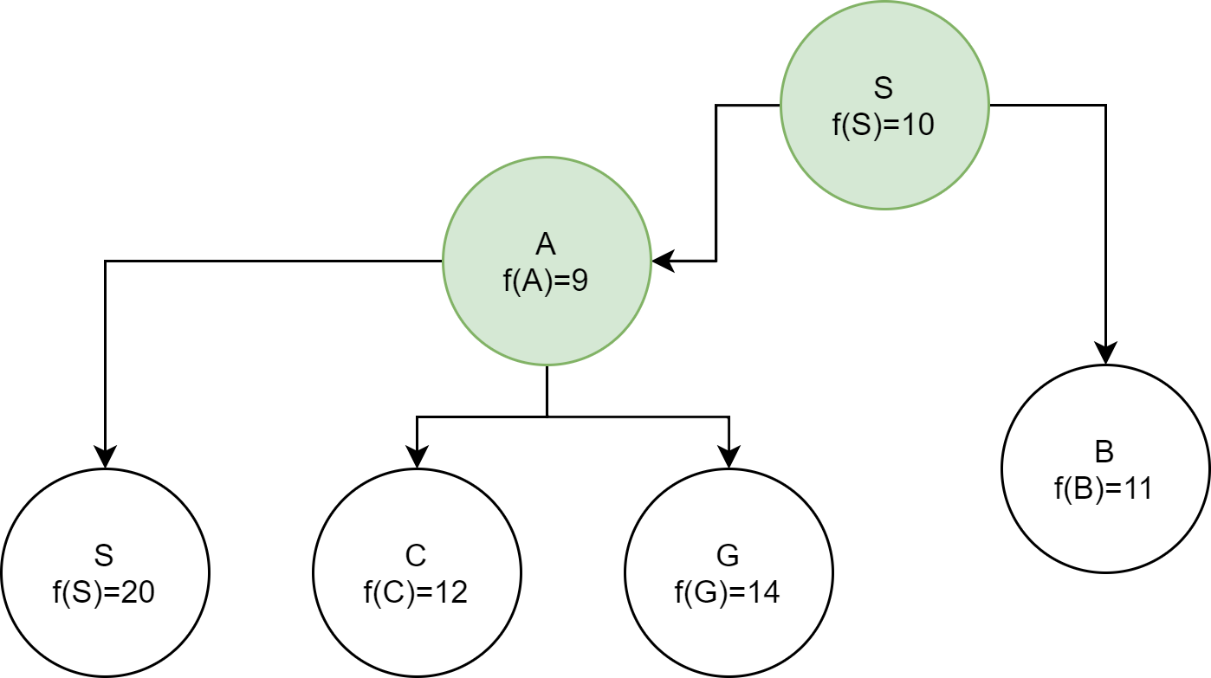 S
f(S)=10
A
f(A)=9
B
f(B)=11
S
f(S)=20
C
f(C)=12
G
f(G)=14